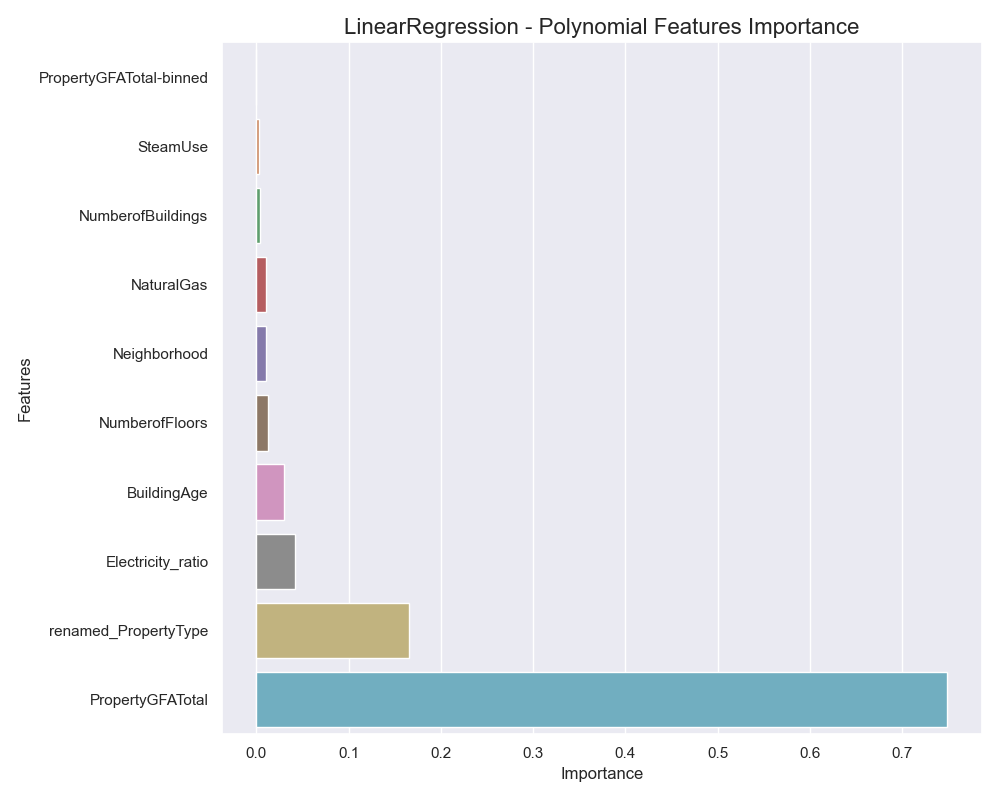 LinearRegression - Polynomial Features Importance
PropertyGFATotal-binned
SteamUse
NumberofBuildings
NaturalGas
Neighborhood
NumberofFloors
BuildingAge
Electricity_ratio
renamed_PropertyType
PropertyGFATotal
Features
0.0 0.1 0.2 0.3 0.4 0.5 0.6 0.7
Importance